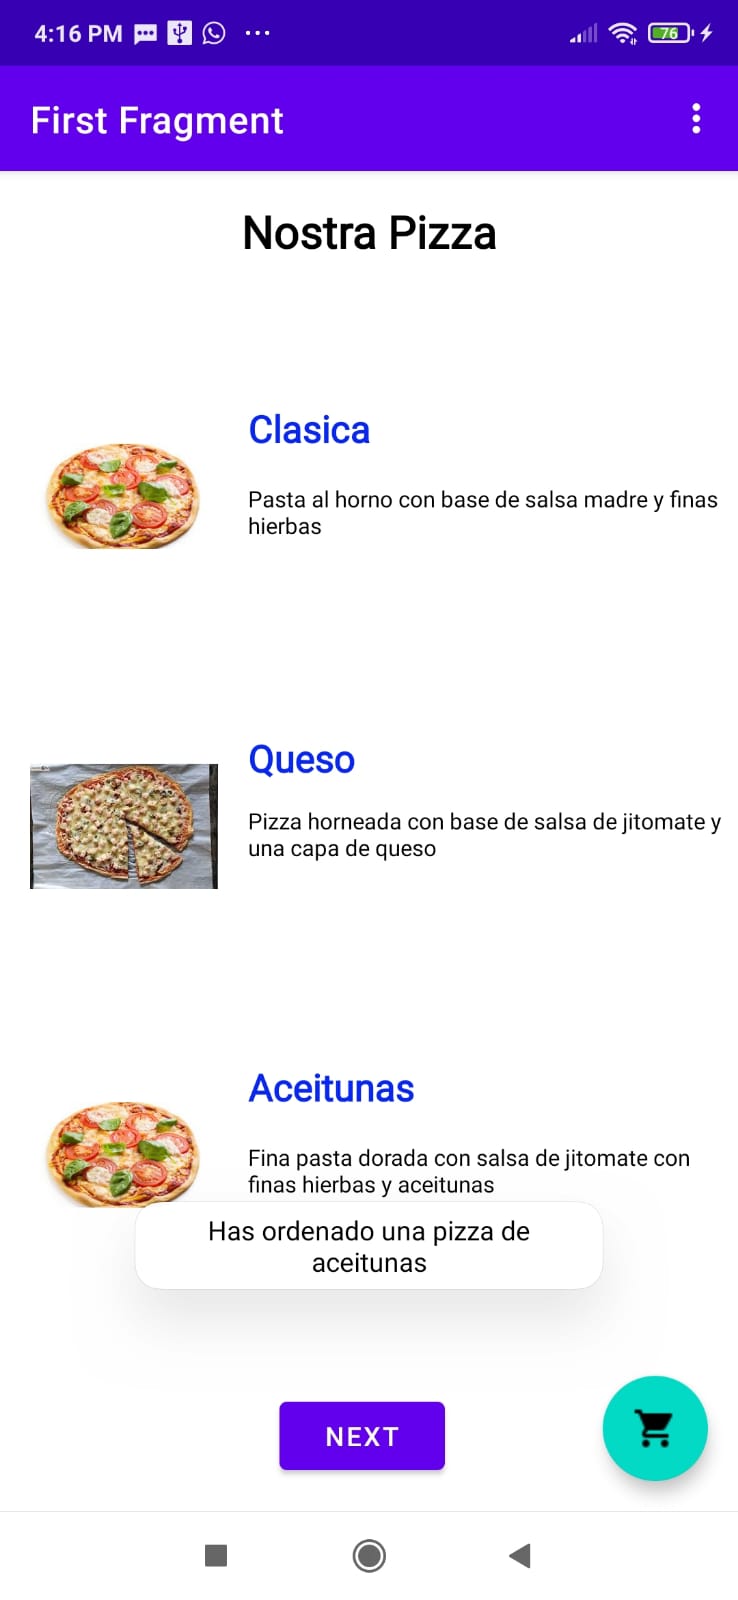 4:16 PM
76
First Fragment
Nostra Pizza
Clasica
Pasta al horno con base de salsa madre y finas
hierbas
Queso
Pizza horneada con base de salsa de jitomate y
una capa de queso
Aceitunas
Fina pasta dorada con salsa de jitomate con
finas hierbas y aceitunas
Has ordenado una pizza de
aceitunas
NEXT